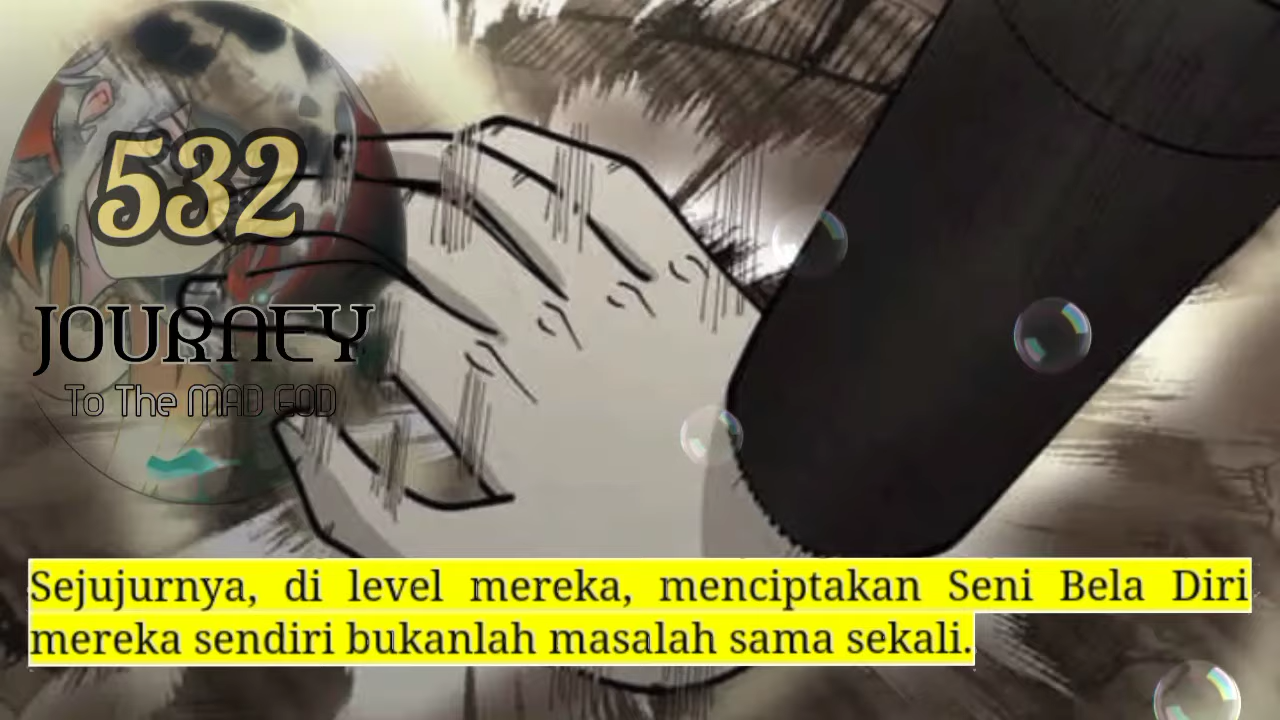 532
JOURNEY
To The MAD GOD
Sejujurnya, di level mereka, menciptakan Seni Bela Diri
mereka sendiri bukanlah masalah sama sekali.